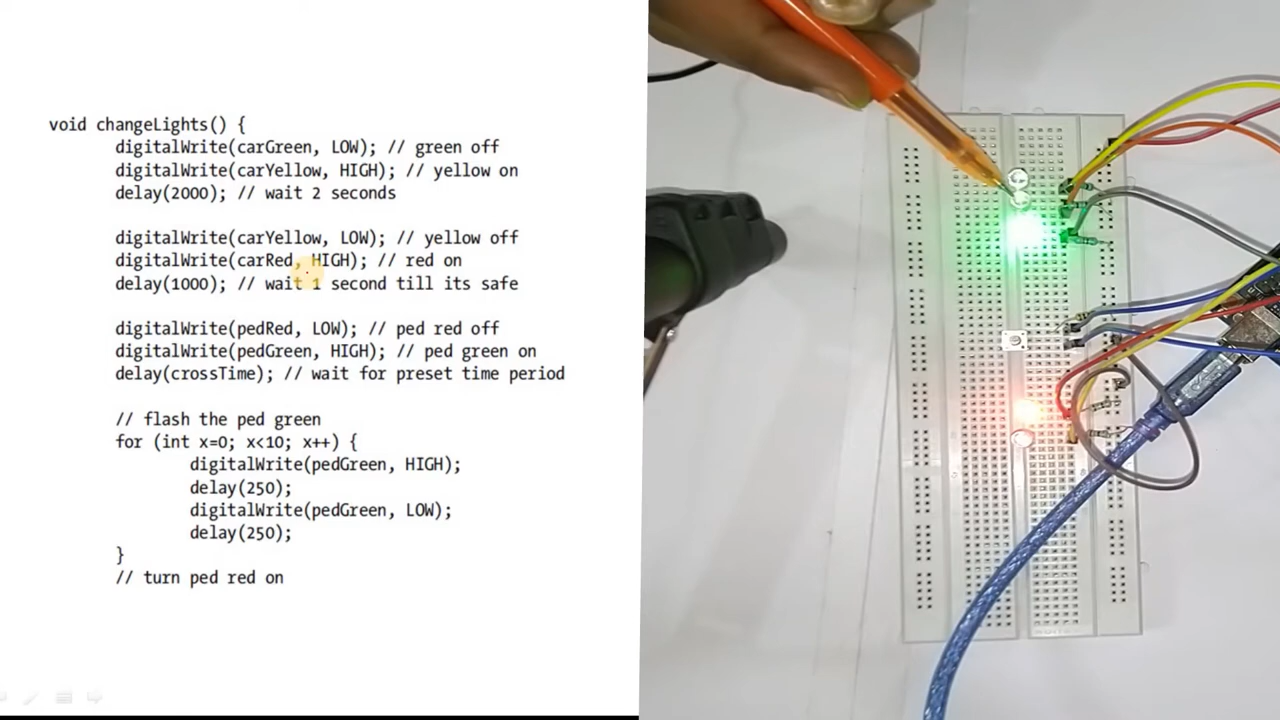 void changeLights() {
digitalWrite(carGreen, LOW); // green off
digitalWrite(carYellow, HIGH); // yellow on
delay(2000); // wait 2 seconds
digitalWrite(carYellow, LOW); // yellow off
digitalWrite(carRed, HIGH); // red on
delay(1000); // wait 1 second till its safe
digitalWrite(pedRed, LOW); // ped red off
digitalWrite(pedGreen, HIGH); // ped green on
delay(crossTime); // wait for preset time period
// flash the ped green
for (int x=0; x<10; x++) {
digitalWrite(pedGreen, HIGH);
delay(250);
digitalWrite(pedGreen, LOW);
delay(250);
}
// turn ped red on